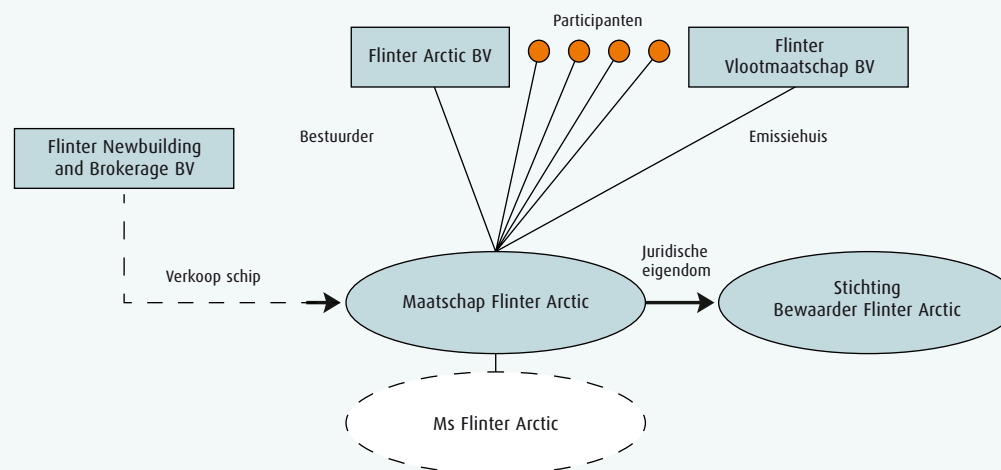 Participanten
Flinter Arctic BV
Flinter
Vlootmaatschap BV
Bestuurder
Emissiehuis
Flinter Newbuilding
and Brokerage BV
Verkoop schip
Juridische
eigendom
Maatschap Flinter Arctic
Stichting
Bewaarder Flinter Arctic
Ms Flinter Arctic